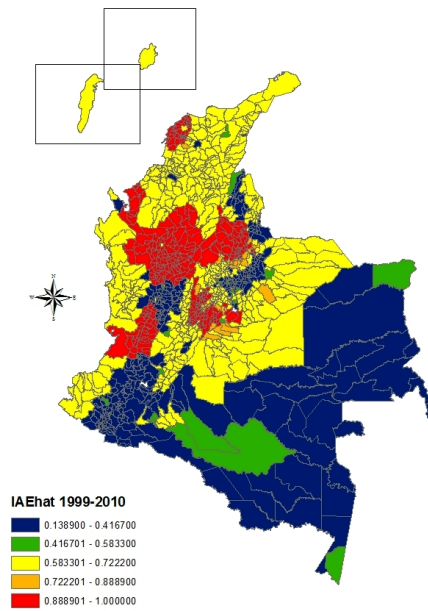 N
W E
S
IAEhat 1999-2010
0.138900 - 0.416700
0.416701 - 0.583300
0.583301 - 0.722200
0.722201 - 0.888900
0.888901 - 1.000000